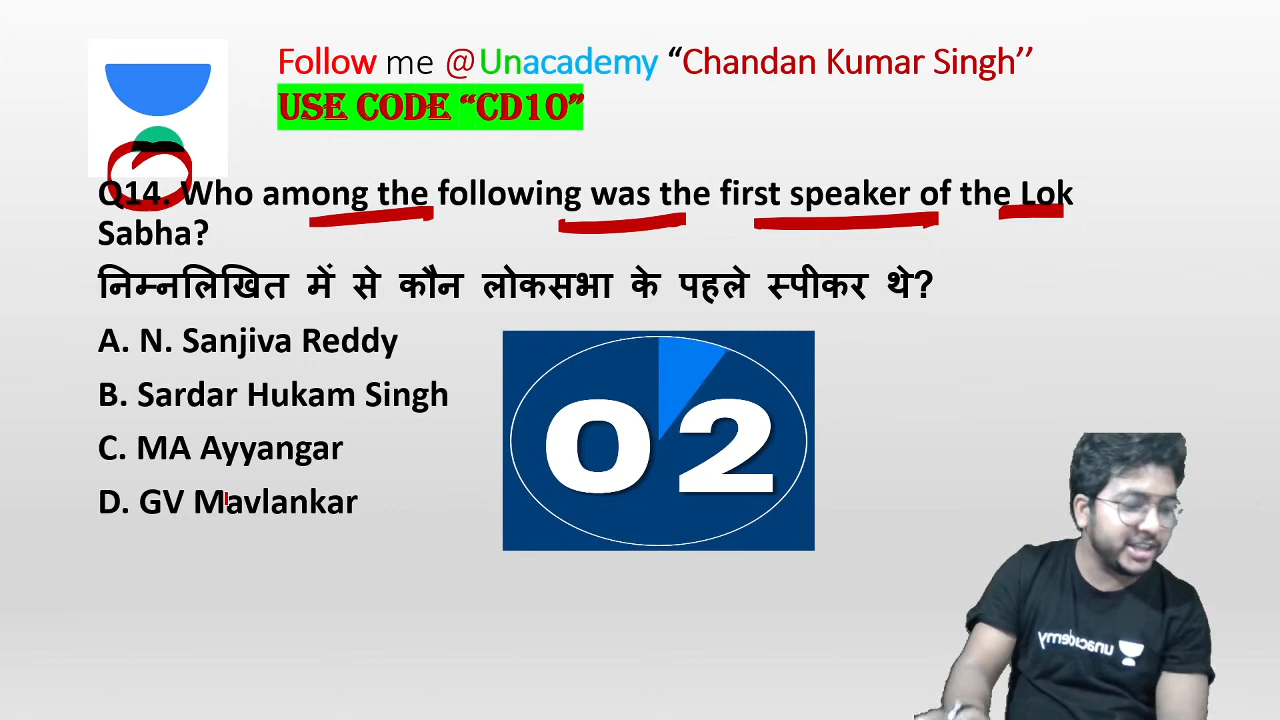 Follow me @Unacademy “Chandan Kumar Singh’’
USE CODE “CD10”
Q14. Who among the following was the first speaker of the Lok
Sabha?
निम्नलिखित में से कौन लोकसभा के पहले स्पीकर थे?
A. N. Sanjiva Reddy
B. Sardar Hukam Singh
C. MA Ayyangar
D. GV Mavlankar
02
unacademy